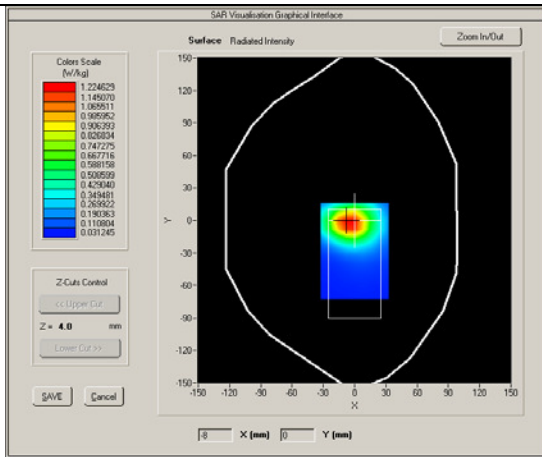 SAR Visualisation Graphical Interface
Surface Radiated Intensity
Zoom In/Out
Colors Scale
(W/kg)
1.224629
1.145070
1.065511
0.985952
0.906393
0.826834
0.747275
0.667716
0.588158
0.508599
0.429040
0.349481
0.269922
0.190363
0.110804
0.031245
Z-Cuts Control
<< Upper Cut
Z = 4.0 mm
Lower Cut >>
SAVE Cancel
150
120
90
60
30
0
-30
-60
-90
-120
-150
Y
-150 -120 -90 -60 -30 0 30 60 90 120 150
X
-8 X (mm) 0 Y (mm)